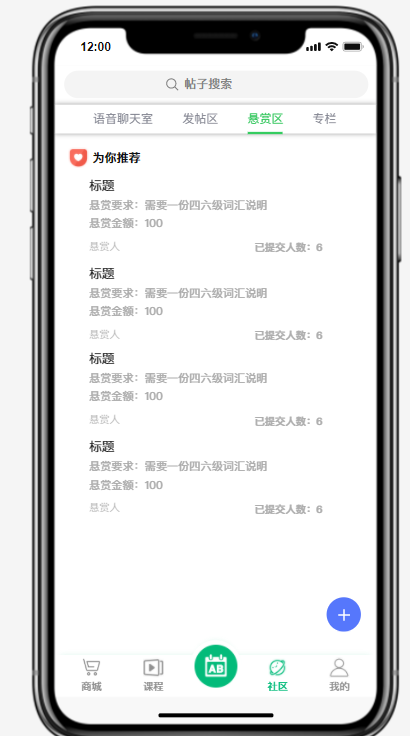 12:00
帖子搜索
语音聊天室 发帖区 悬赏区 专栏
为你推荐
标题
悬赏要求：需要一份四六级词汇说明
悬赏金额：100
悬赏人 已提交人数：6
标题
悬赏要求：需要一份四六级词汇说明
悬赏金额：100
悬赏人 已提交人数：6
标题
悬赏要求：需要一份四六级词汇说明
悬赏金额：100
悬赏人 已提交人数：6
标题
悬赏要求：需要一份四六级词汇说明
悬赏金额：100
悬赏人 已提交人数：6
AB
商城 课程 社区 我的